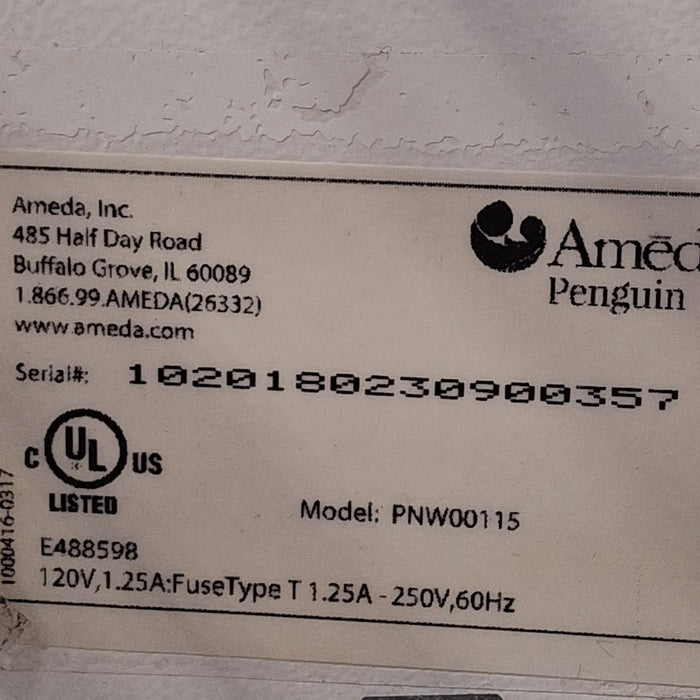 Ameda, Inc.
485 Half Day Road
Buffalo Grove, IL 60089
1.866.99.AMEDA(26332)
www.ameda.com
Amēd
Penguin
Serial#: 1020180230900357
C UL US
LISTED
Model: PNW00115
E488598
120V,1.25A:FuseType T 1.25A - 250V,60Hz
1000416-0317